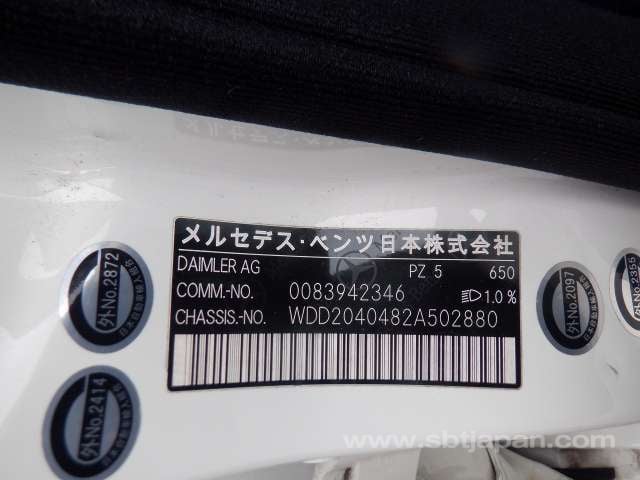 メルセデス・ベンツ日本株式会社
DAIMLER AG PZ 5 650
COMM.-NO. 0083942346 1.0 %
CHASSIS.-NO. WDD2040482A502880
外No.2872
外No.2414
外No.2097
外No.2355
www.sbtjapan.com